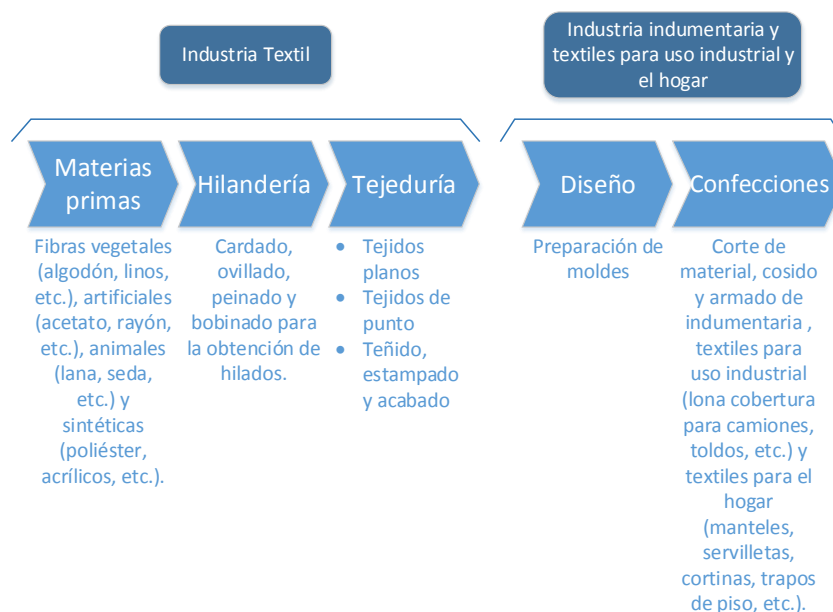 Industria Textil
Industria indumentaria y
textiles para uso industrial y
el hogar
Materias
primas
Hilandería
Tejeduría
Diseño
Confecciones
Fibras vegetales
(algodón, linos,
etc.), artificiales
(acetato, rayón,
etc.), animales
(lana, seda,
etc.) y
sintéticas
(poliéster,
acrílicos, etc.).
Cardado,
ovillado,
peinado y
bobinado para
la obtención de
hilados.
• Tejidos
planos
• Tejidos de
punto
• Teñido,
estampado
y acabado
Preparación de
moldes
Corte de
material, cosido
y armado de
indumentaria ,
textiles para
uso industrial
(lona cobertura
para camiones,
toldos, etc.) y
textiles para el
hogar
(manteles,
servilletas,
cortinas, trapos
de piso, etc.).